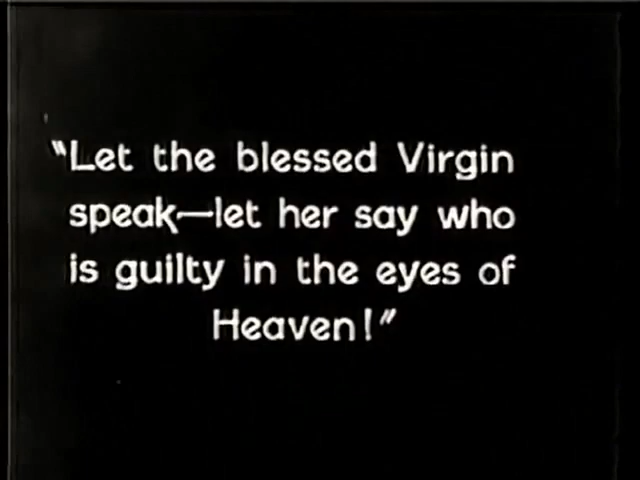 “Let the blessed Virgin
speak—let her say who
is guilty in the eyes of
Heaven!”